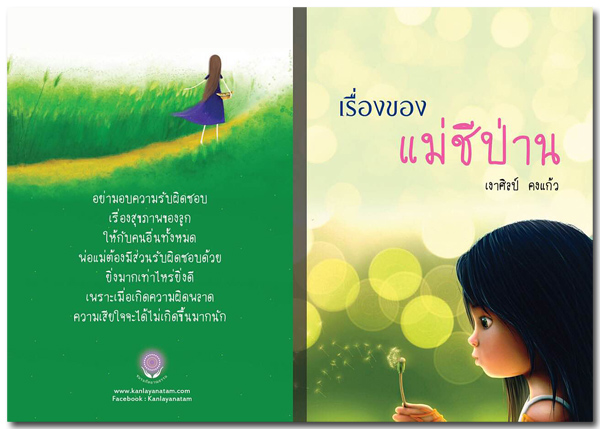 อย่ามอบความรับผิดชอบ
เรื่องสุขภาพของลูก
ให้กับคนอื่นทั้งหมด
พ่อแม่ต้องมีส่วนรับผิดชอบด้วย
ยิ่งมากเท่าไหร่ยิ่งดี
เพราะเมื่อเกิดความผิดพลาด
ความเสียใจจะได้ไม่เกิดขึ้นมากนัก
www.kanlayanatam.com
Facebook : Kanlayanatam
เรื่องของ
แม่ชีป่าน
เงาศิลป์ คงแก้ว